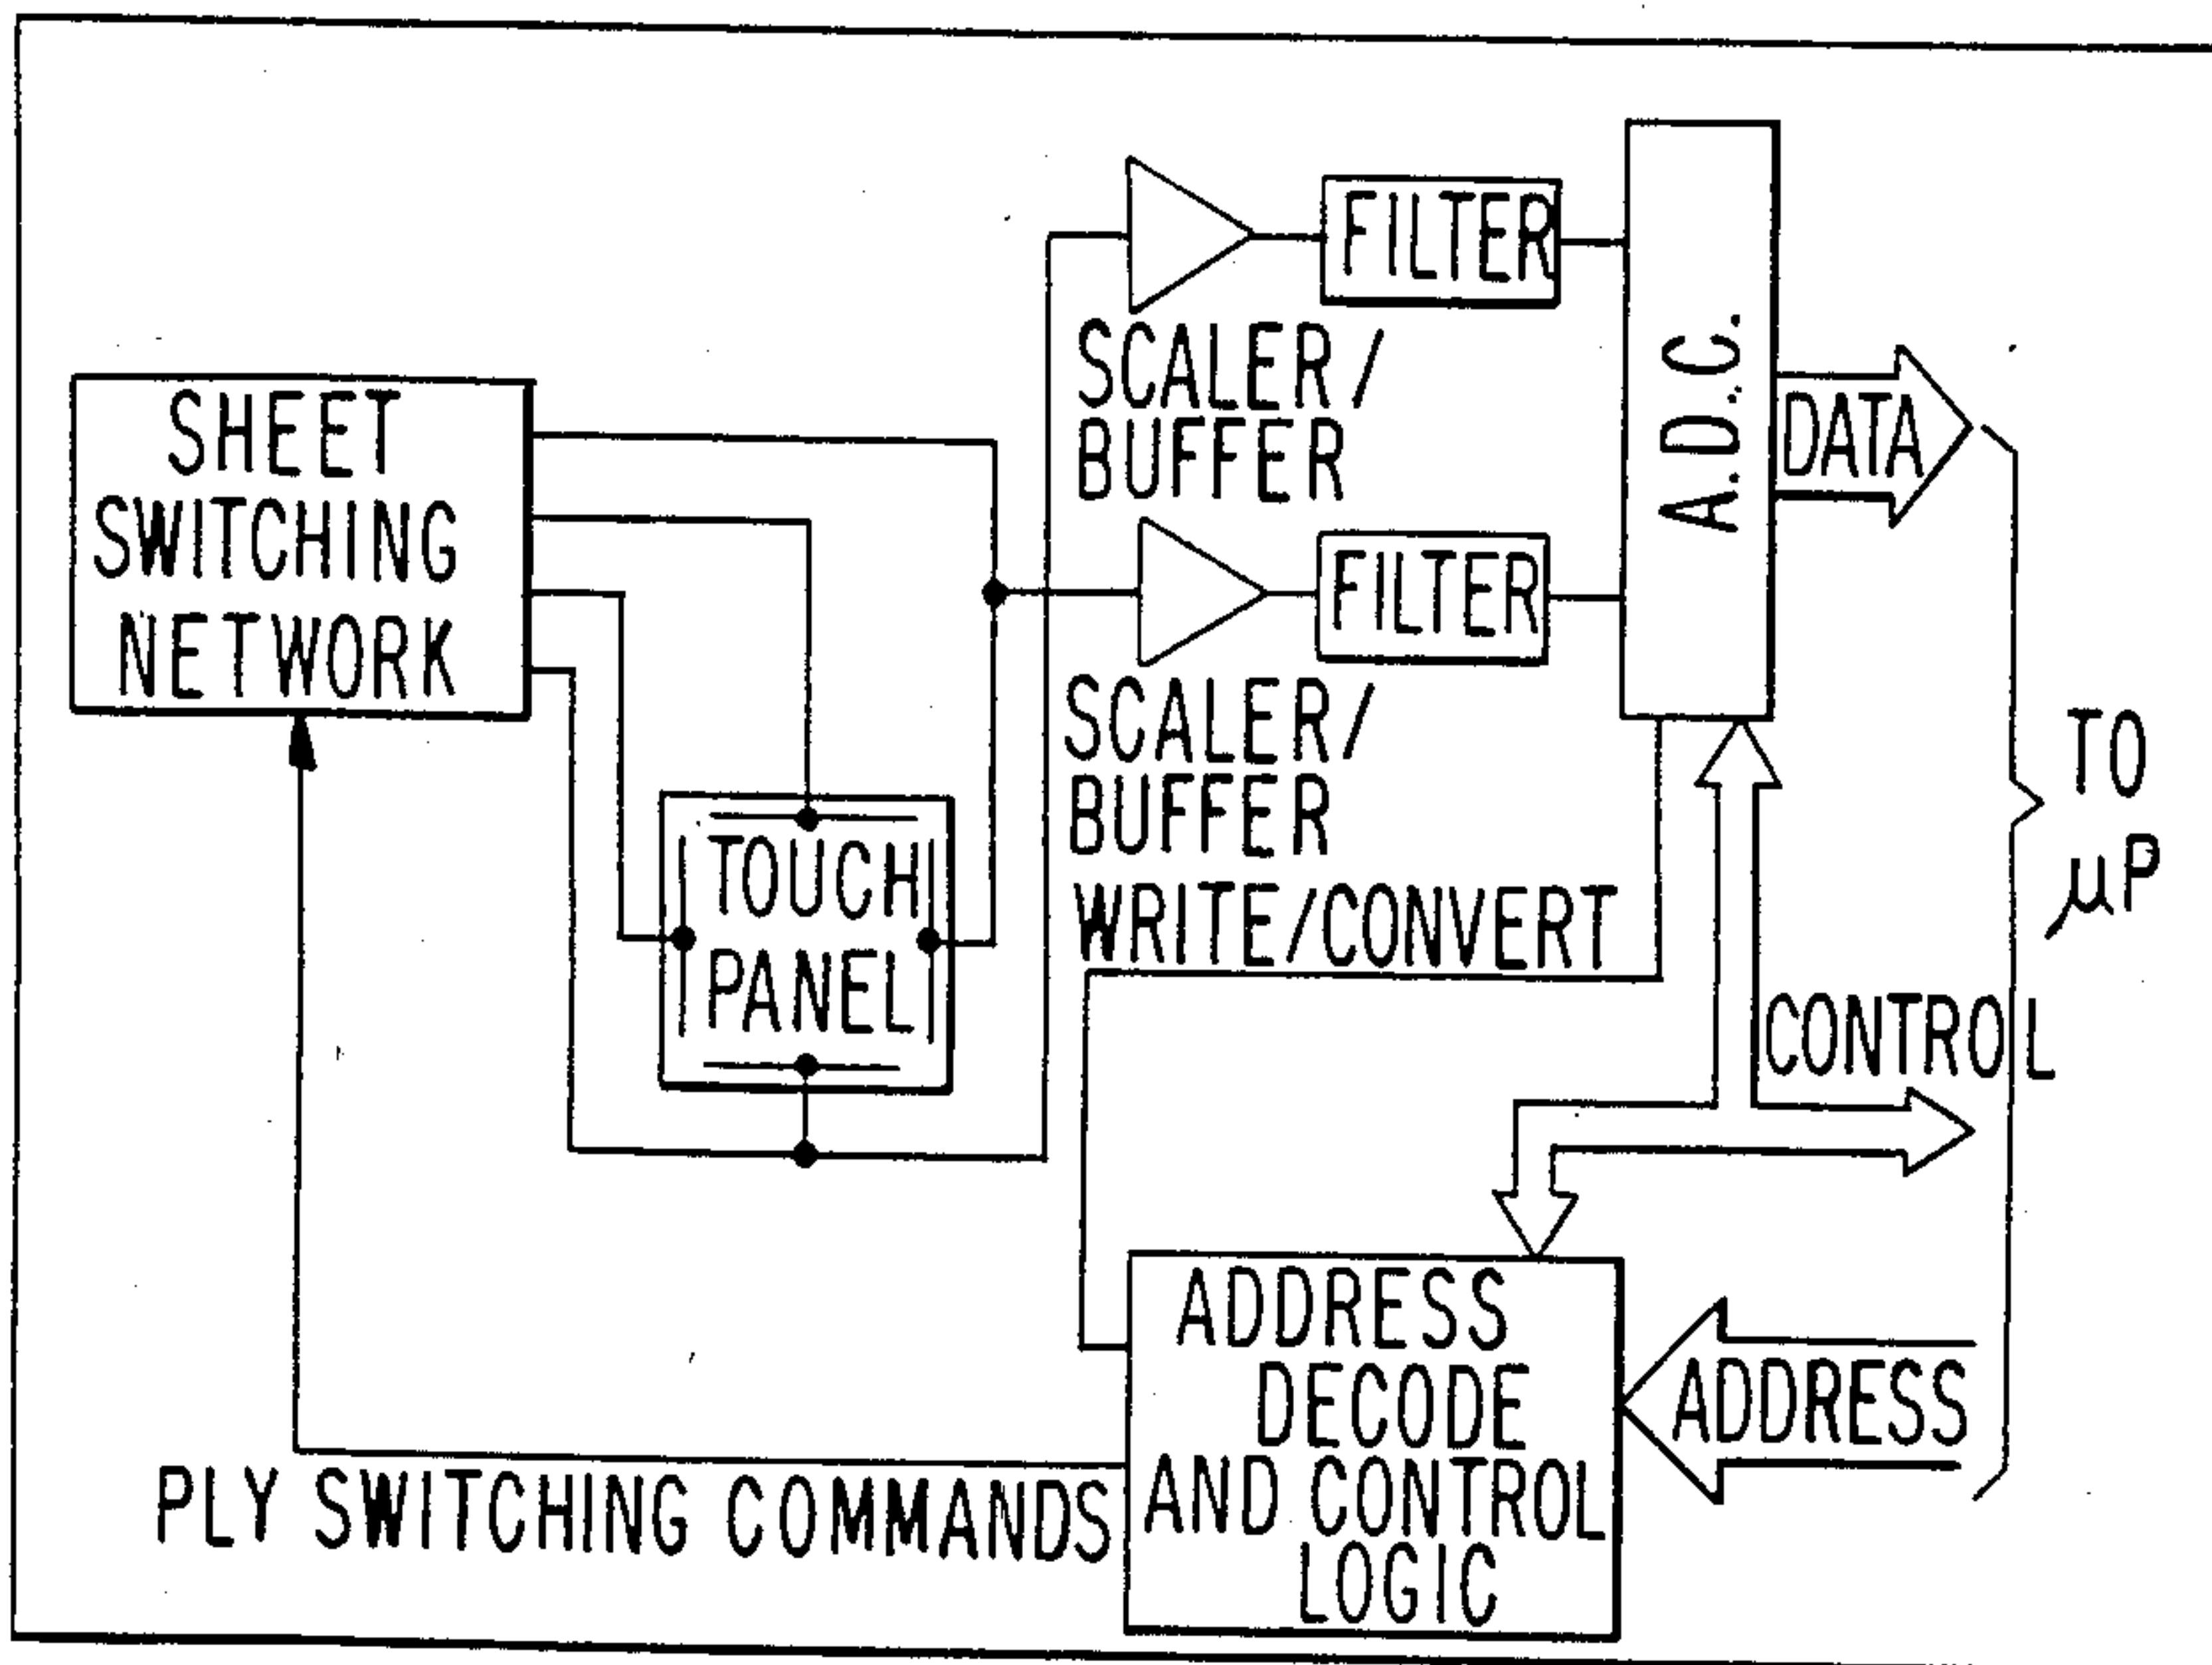 FILTER
SCALER/
BUFFER
A.D.C.
DATA
SHEET
SWITCHING
NETWORK
FILTER
SCALER/
BUFFER
TO
µP
TOUCH
PANEL
WRITE/CONVERT
CONTROL
ADDRESS
DECODE
AND CONTROL
LOGIC
ADDRESS
PLY SWITCHING COMMANDS